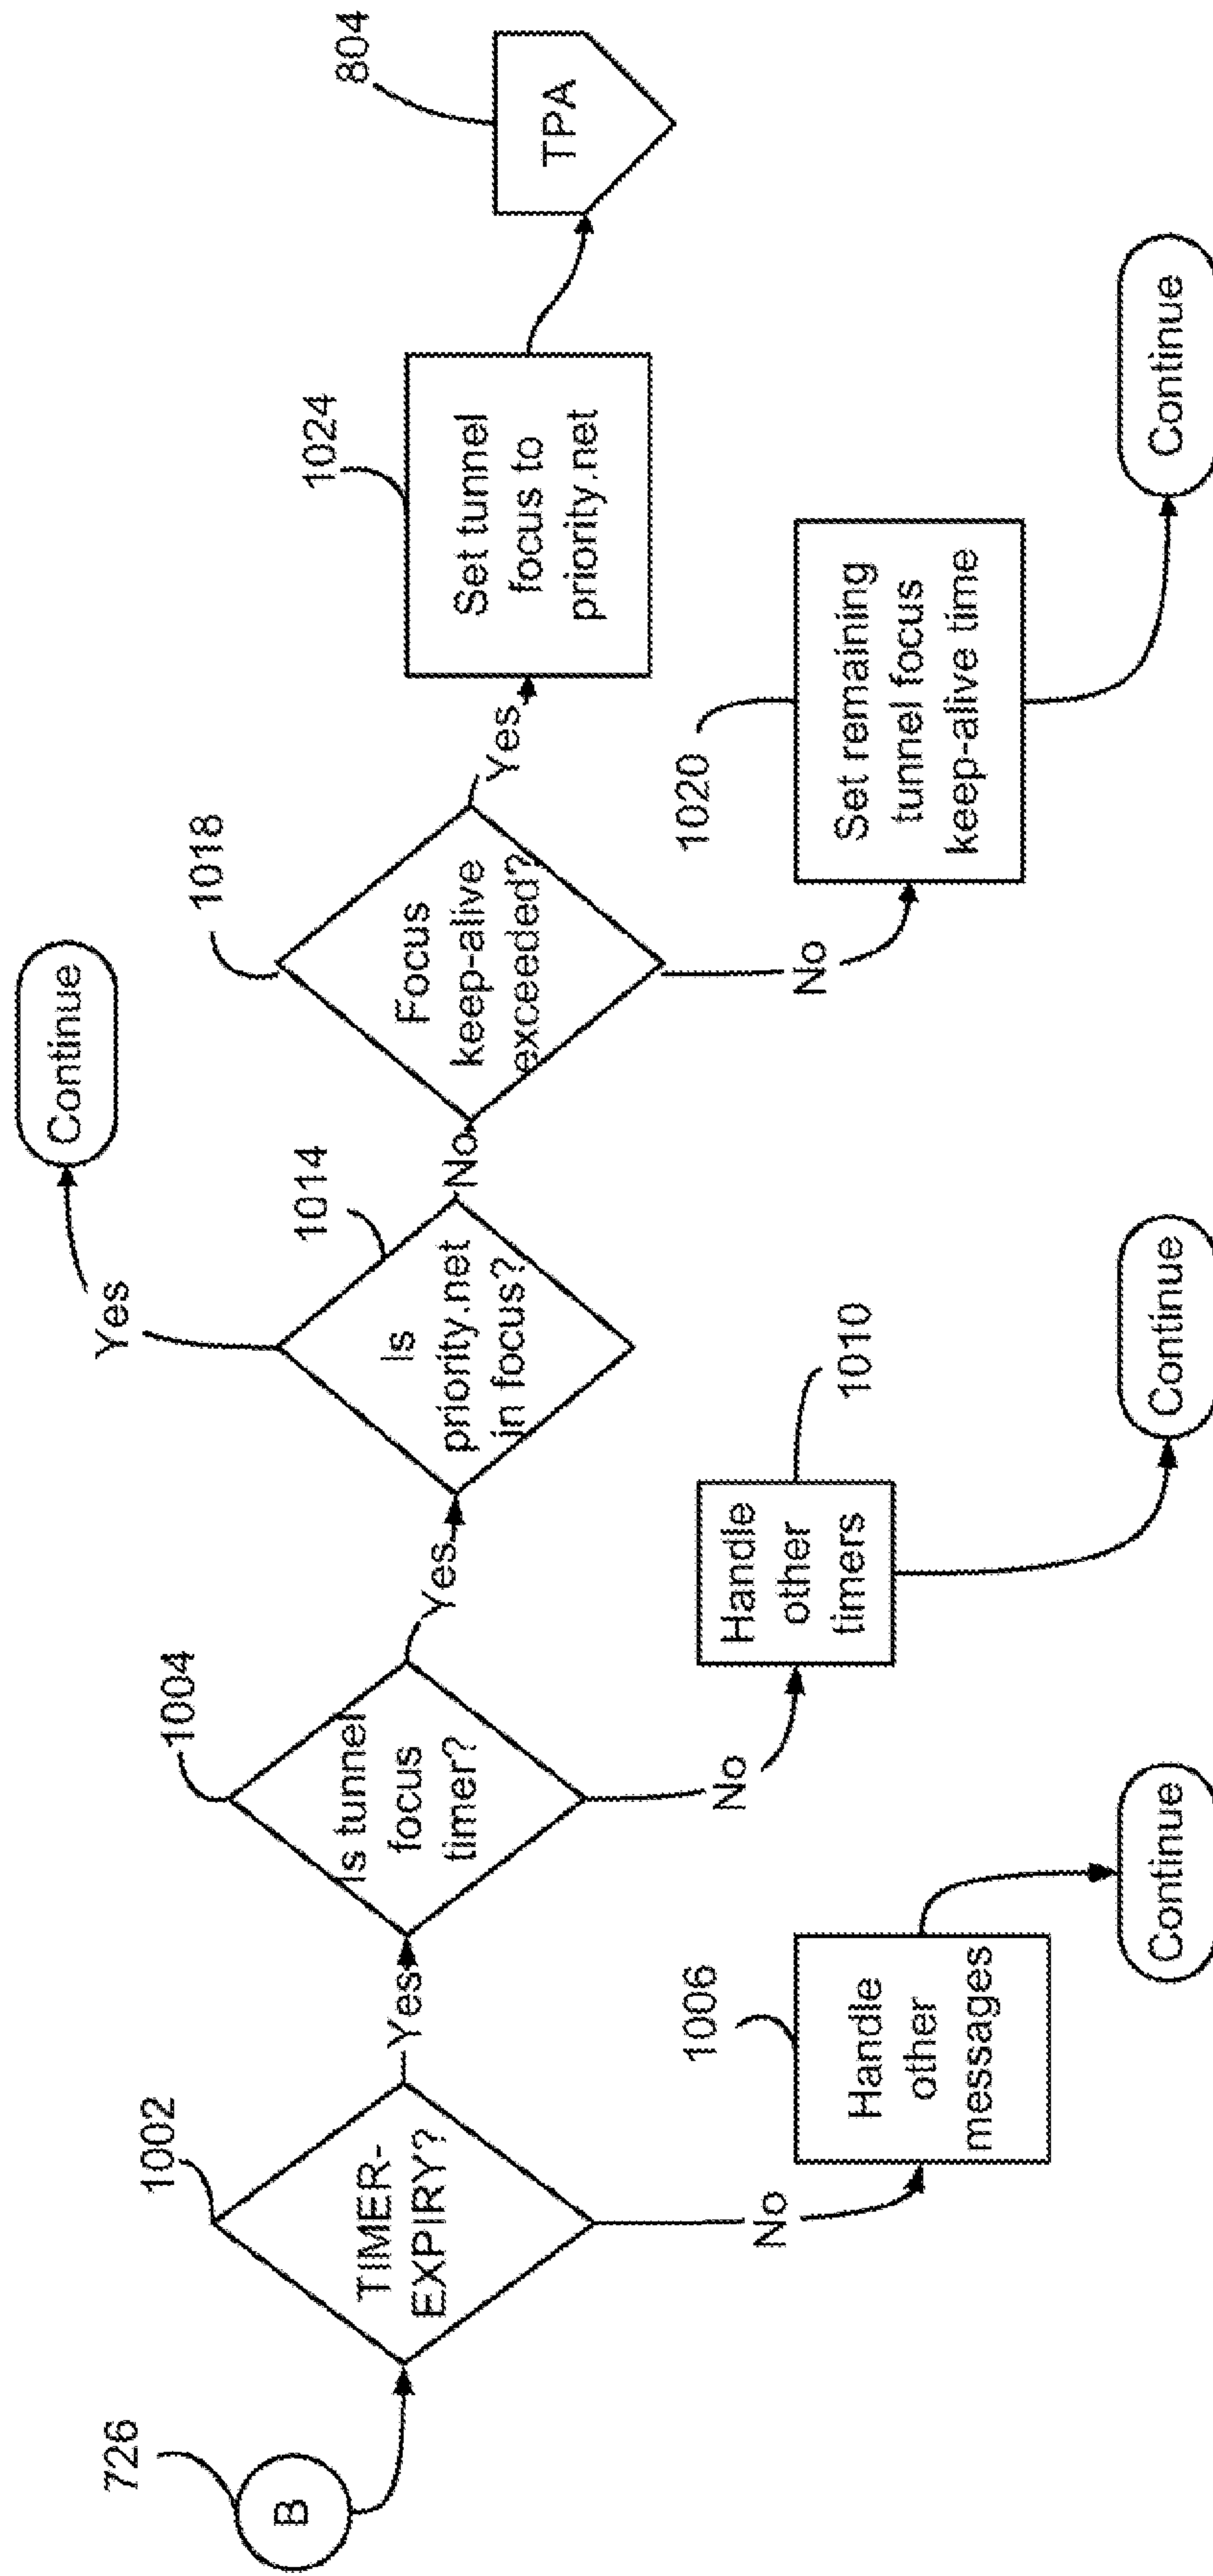 726
B
1002
TIMER-
EXPIRY?
Yes
No
1006
Handle
other
messages
Continue
1004
Is tunnel
focus
timer?
Yes
No
Handle
other
timers
1010
Continue
1014
Is
priority.net
in focus?
Yes
Continue
No
1018
Focus
keep-alive
exceeded?
Yes
No
1020
Set remaining
tunnel focus
keep-alive time
Continue
1024
Set tunnel
focus to
priority.net
804
TPA